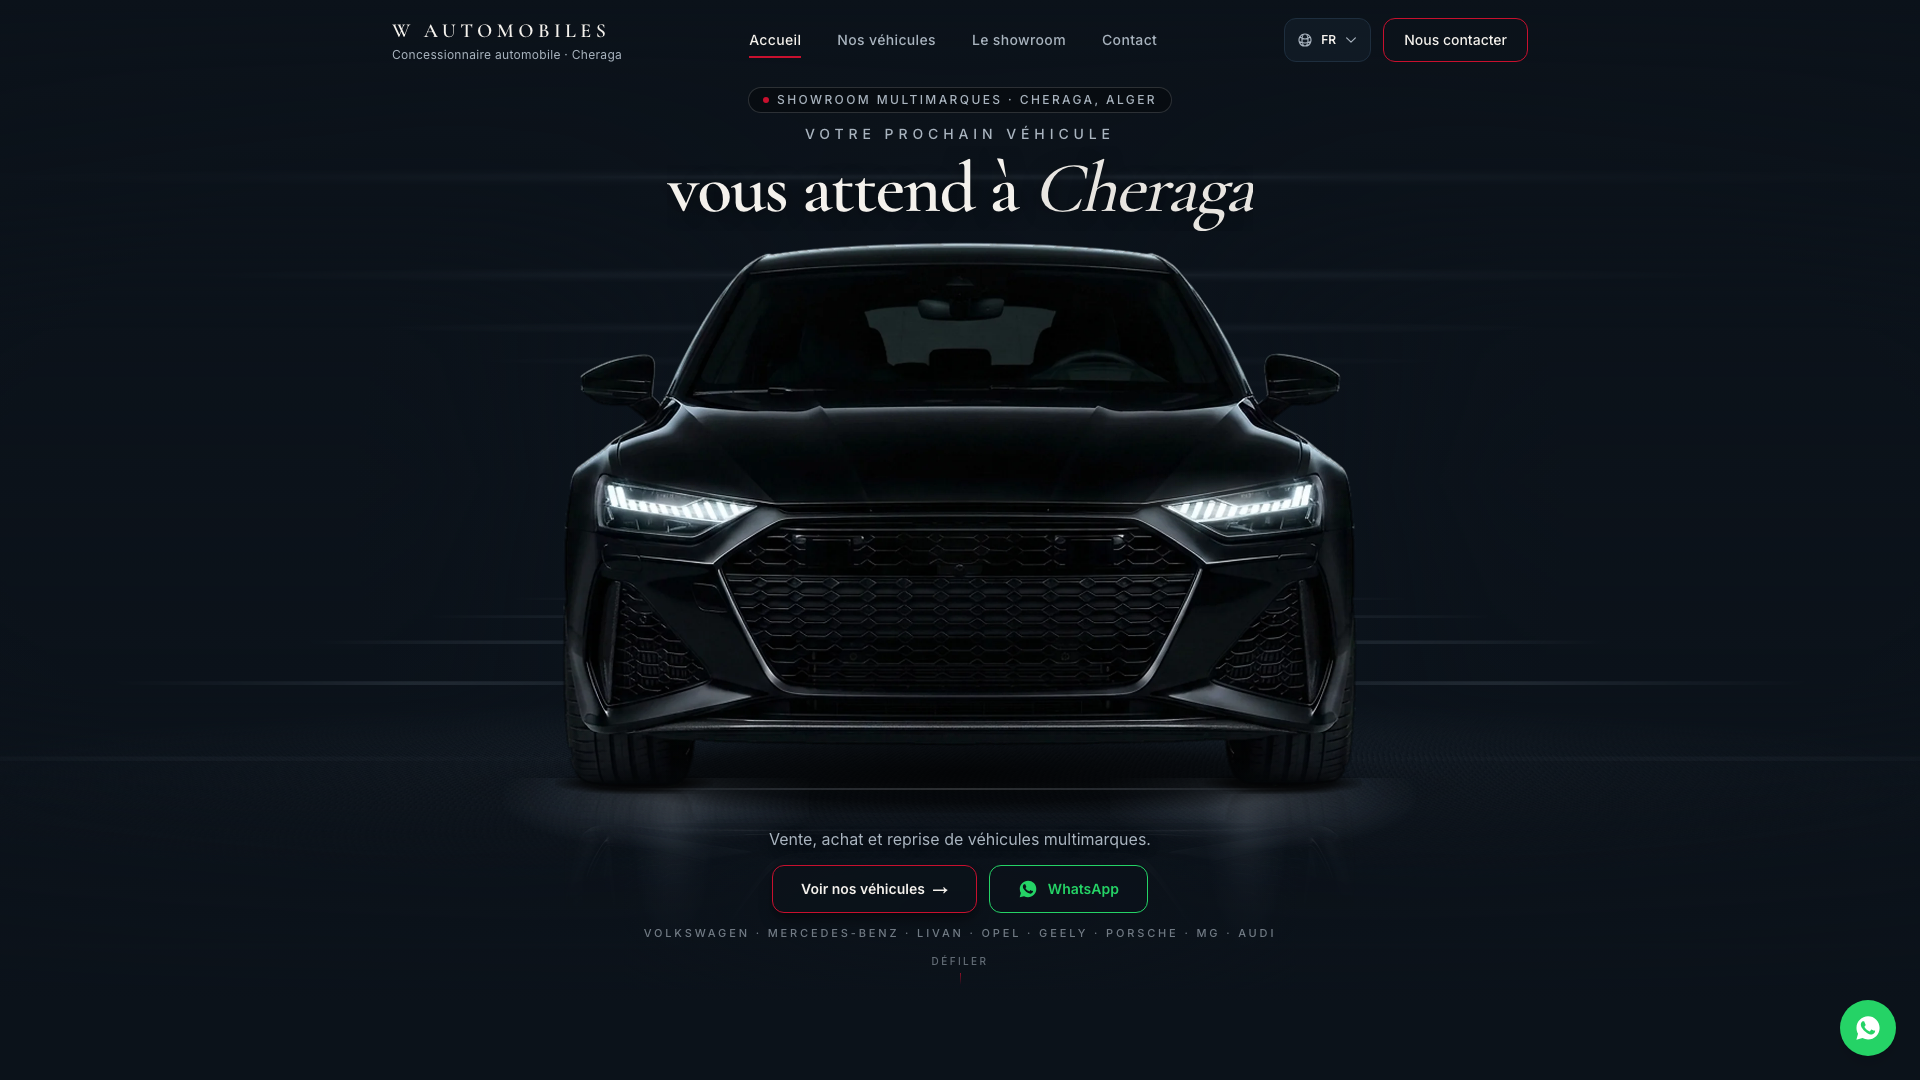 W AUTOMOBILES
Concessionnaire automobile · Cheraga
Accueil
Nos véhicules
Le showroom
Contact
FR
Nous contacter
SHOWROOM MULTIMARQUES · CHERAGA, ALGER
VOTRE PROCHAIN VÉHICULE
vous attend à Cheraga
Vente, achat et reprise de véhicules multimarques.
Voir nos véhicules →
WhatsApp
VOLKSWAGEN · MERCEDES-BENZ · LIVAN · OPEL · GEELY · PORSCHE · MG · AUDI
DÉFILER